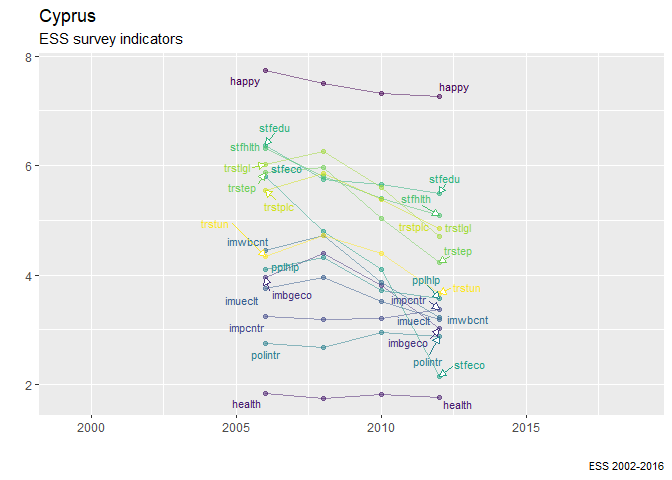 Cyprus
ESS survey indicators
8
happy
happy
stfedu
stfhlth
6
trstlgl
stfeco
stfedu
trstep
stfhlth
trstplc
trstplc
trstlgl
trstun
imwbcnt
trstep
4
pplhlp
pplhlp
imbgeco
trstun
imueclt
impcntr
impcntr
imueclt
imwbcnt
imbgeco
polintr
polintr
stfeco
2
health
health
2000
2005
2010
2015
ESS 2002-2016